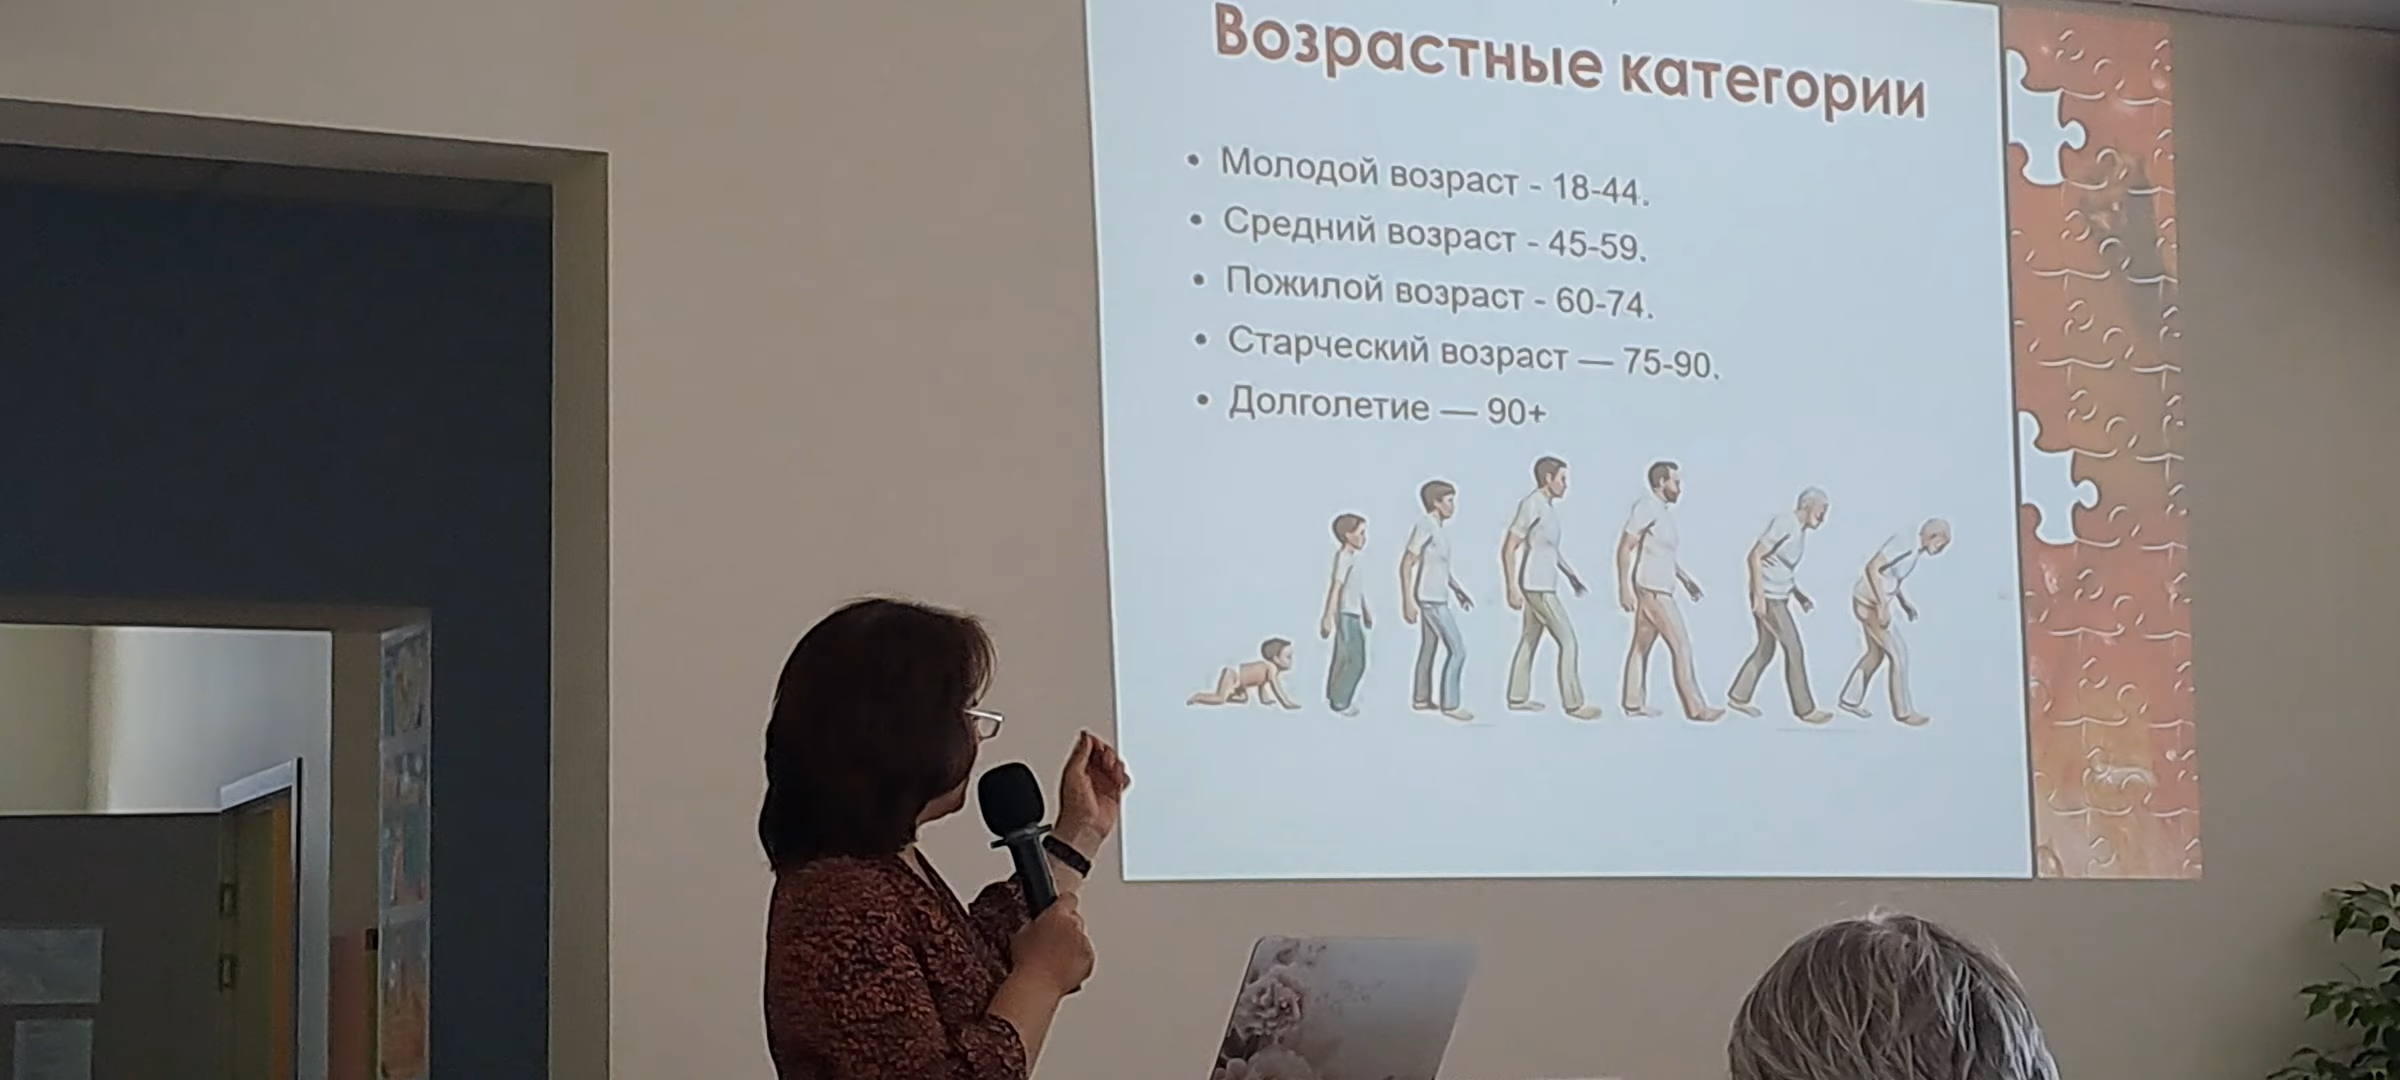 Возрастные категории
• Молодой возраст - 18-44.
• Средний возраст - 45-59.
• Пожилой возраст - 60-74.
• Старческий возраст — 75-90.
• Долголетие — 90+